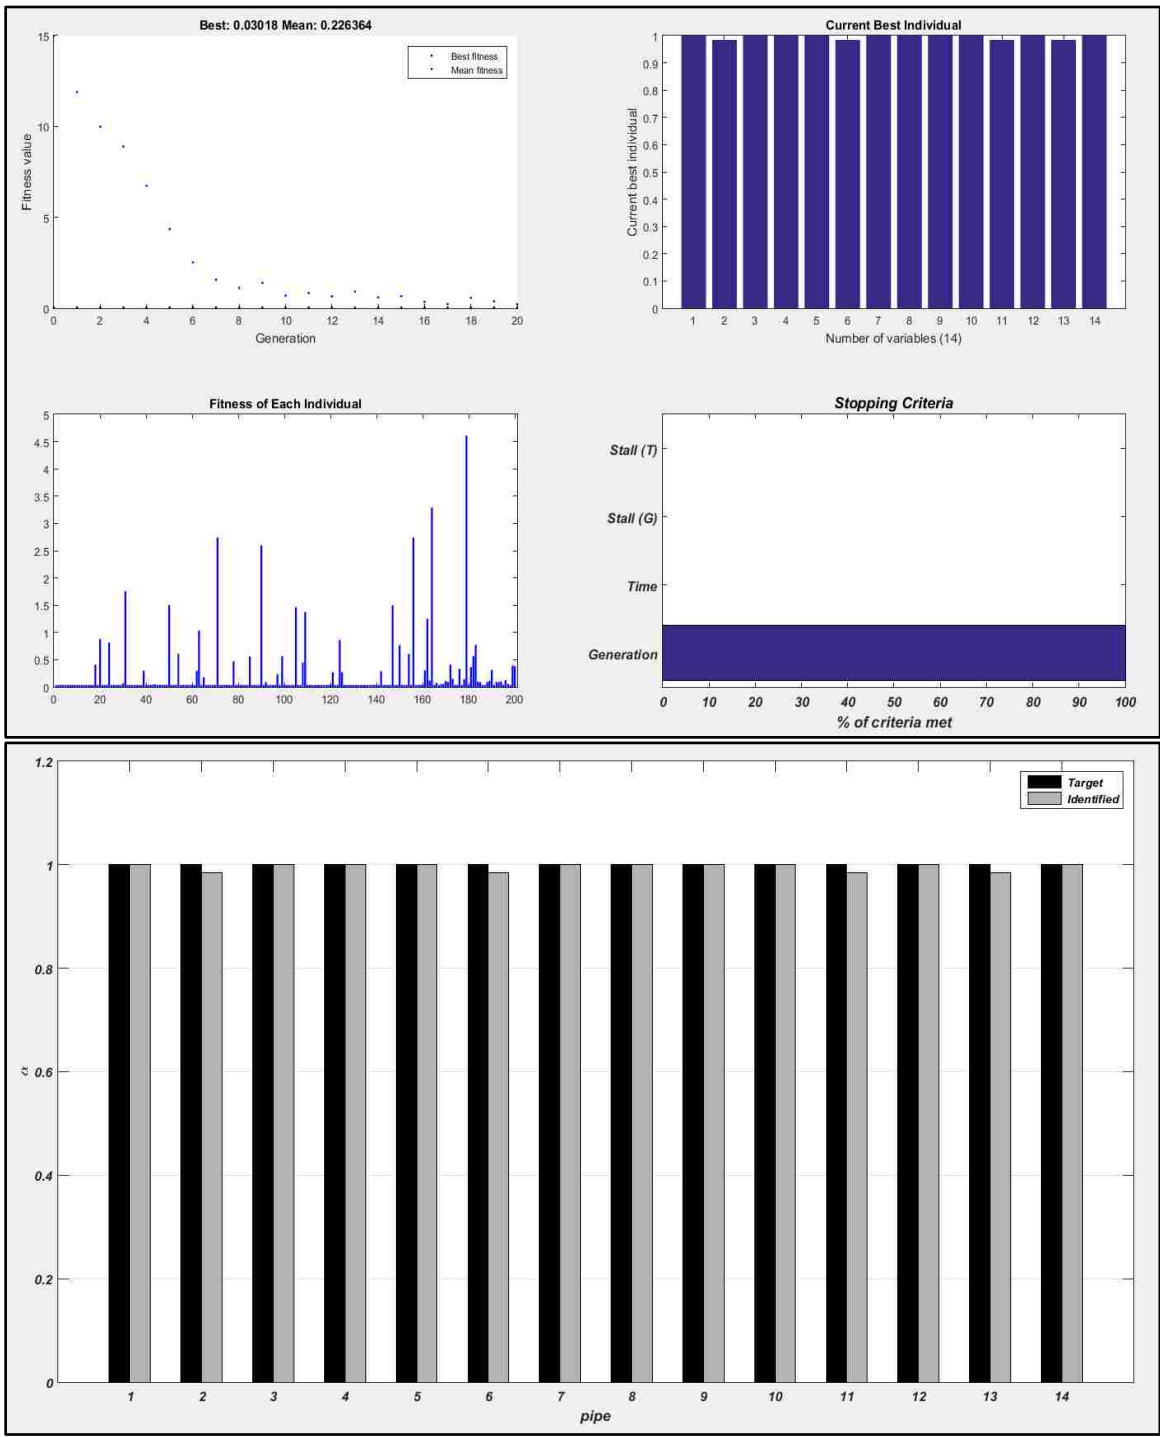 Best: 0.03018 Mean: 0.226364
15
10
5
0
Fitness value
Best fitness
Mean fitness
0 2 4 6 8 10 12 14 16 18 20
Generation
Current Best Individual
1
0.9
0.8
0.7
0.6
0.5
0.4
0.3
0.2
0.1
0
Current best individual
1 2 3 4 5 6 7 8 9 10 11 12 13 14
Number of variables (14)
Fitness of Each Individual
5
4.5
4
3.5
3
2.5
2
1.5
1
0.5
0
0 20 40 60 80 100 120 140 160 180 200
Stopping Criteria
Stall (T)
Stall (G)
Time
Generation
0 10 20 30 40 50 60 70 80 90 100
% of criteria met
1.2
1
0.8
0.6
0.4
0.2
0
α
Target
Identified
1 2 3 4 5 6 7 8 9 10 11 12 13 14
pipe